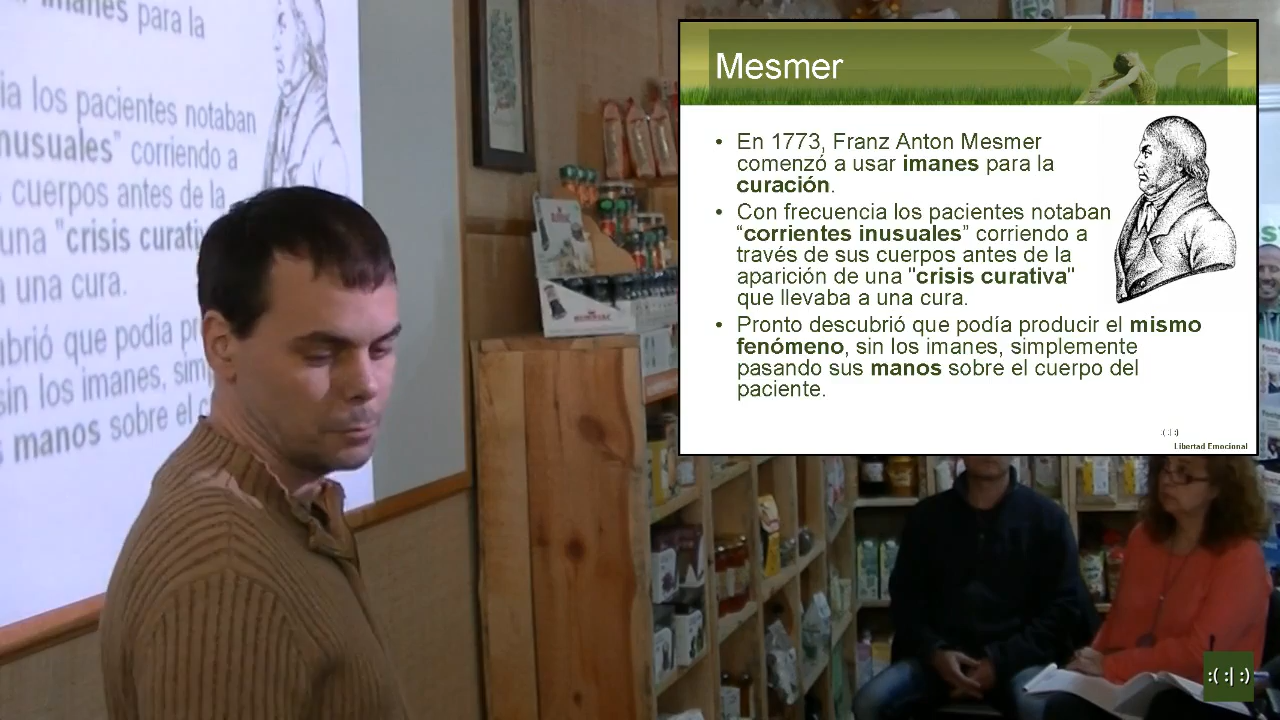 Mesmer
• En 1773, Franz Anton Mesmer
comenzó a usar imanes para la
curación.
• Con frecuencia los pacientes notaban
“corrientes inusuales” corriendo a
través de sus cuerpos antes de la
aparición de una "crisis curativa"
que llevaba a una cura.
• Pronto descubrió que podía producir el mismo
fenómeno, sin los imanes, simplemente
pasando sus manos sobre el cuerpo del
paciente.
:( :| :)
Libertad Emocional
imanes para la
ia los pacientes notaban
nusuales" corriendo a
cuerpos antes de la
una "crisis curativ
a una cura.
ubrió que podía pr
sin los imanes, sim
manos sobre el c
:( :| :)